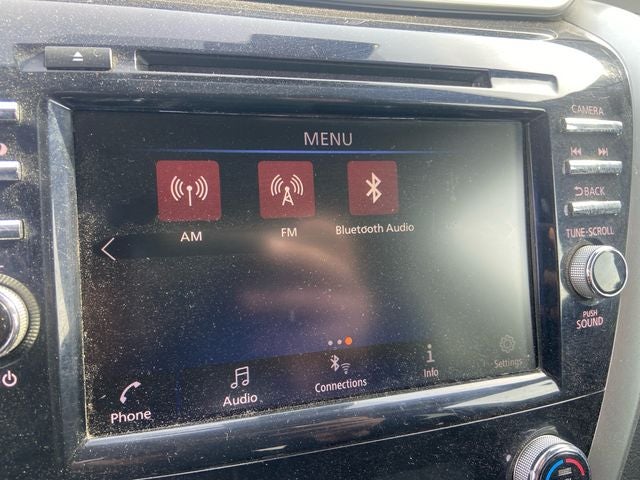 MENU
AM
FM
Bluetooth Audio
Phone
Audio
Connections
Info
Settings
CAMERA
BACK
TUNE·SCROLL
PUSH
SOUND